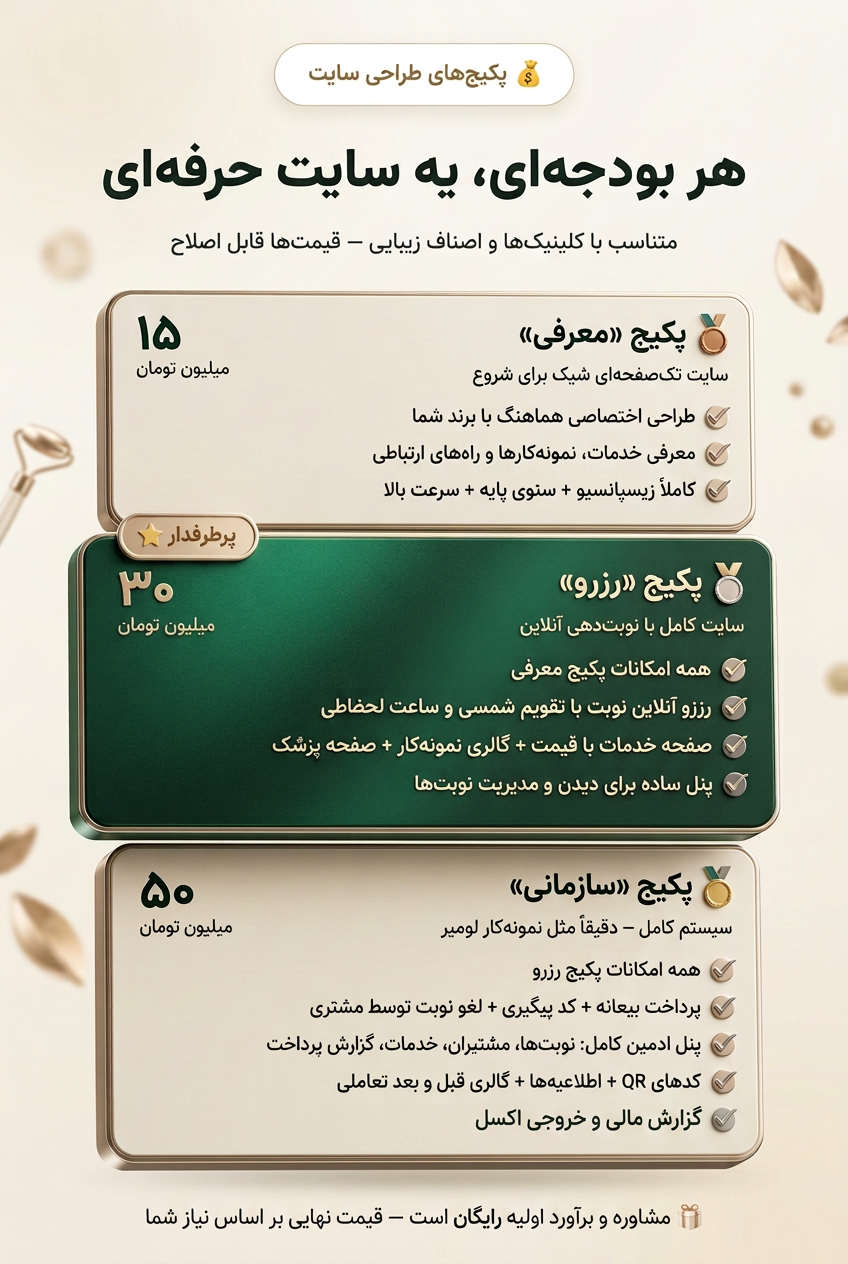 پکیج‌های طراحی سایت
هر بودجه‌ای، یه سایت حرفه‌ای
متناسب با کلینیک‌ها و اصناف زیبایی — قیمت‌ها قابل اصلاح
پکیج «معرفی»
۱۵
میلیون تومان
سایت تک‌صفحه‌ای شیک برای شروع
طراحی اختصاصی هماهنگ با برند شما
معرفی خدمات، نمونه‌کارها و راه‌های ارتباطی
کاملاً زیسپانسیو + سنوی پایه + سرعت بالا
پرطرفدار
پکیج «رزرو»
۳۰
میلیون تومان
سایت کامل با نوبت‌دهی آنلاین
همه امکانات پکیج معرفی
رززو آنلاین نوبت با تقویم شمسی و ساعت لحضاطی
صفحه خدمات با قیمت + گالری نمونه‌کار + صفحه پزشک
پنل ساده برای دیدن و مدیریت نوبت‌ها
پکیج «سازمانی»
۵۰
میلیون تومان
سیستم کامل — دقیقاً مثل نمونه‌کار لومیر
همه امکانات پکیج رزرو
پرداخت بیعانه + کد پیگیری + لغو نوبت توسط مشتری
پنل ادمین کامل: نوبت‌ها، مشتیران، خدمات، گزارش پرداخت
کدهای QR + اطلاعیه‌ها + گالری قبل و بعد تعاملی
گزارش مالی و خروجی اکسل
مشاوره و برآورد اولیه رایگان است — قیمت نهایی بر اساس نیاز شما